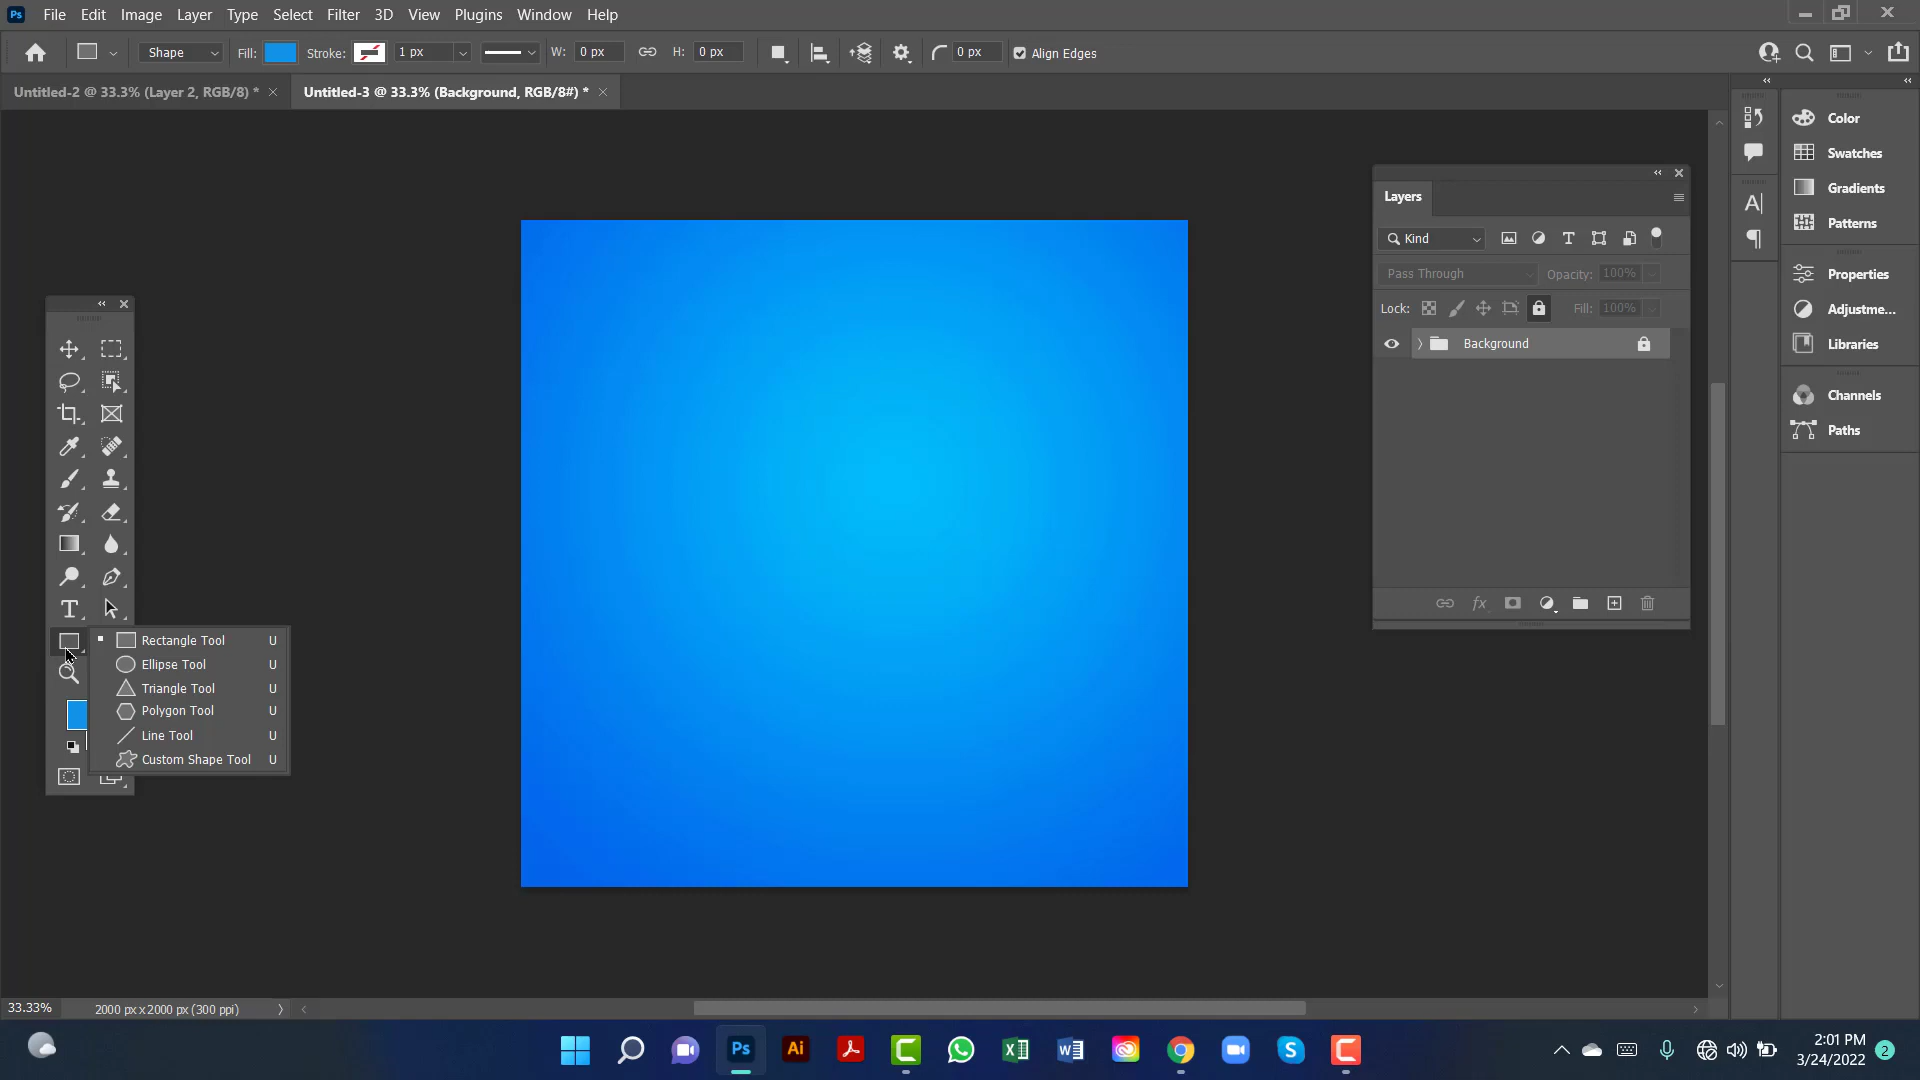 Ps File Edit Image Layer Type Select Filter 3D View Plugins Window Help
Shape Fill: Stroke: 1 px W: 0 px H: 0 px 0 px Align Edges
Untitled-2 @ 33.3% (Layer 2, RGB/8) * Untitled-3 @ 33.3% (Background, RGB/8#) *
Color
Swatches
Gradients
Patterns
Properties
Adjustme...
Libraries
Channels
Paths
Layers
Kind
Pass Through Opacity: 100%
Lock: Fill: 100%
Background
Rectangle Tool U
Ellipse Tool U
Triangle Tool U
Polygon Tool U
Line Tool U
Custom Shape Tool U
33.33% 2000 px x 2000 px (300 ppi)
Ps Ai
2:01 PM
3/24/2022 2